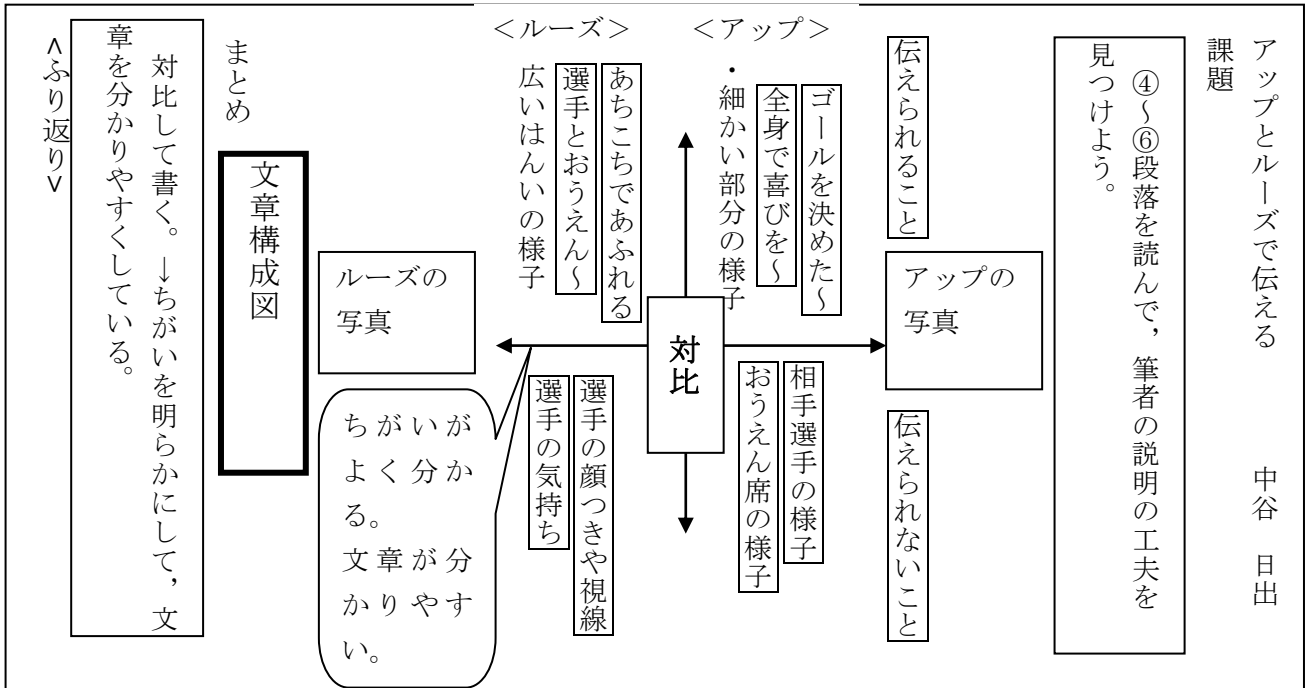 アップとルーズで伝える　　　中谷　日出
課題
④～⑥段落を読んで，筆者の説明の工夫を
見つけよう。
伝えられること
アップの
写真
伝えられないこと
＜アップ＞
ゴールを決めた～
全身で喜びを～
・細かい部分の様子
相手選手の様子
おうえん席の様子
対比
＜ルーズ＞
あちこちであふれる
選手とおうえん～
広いはんいの様子
選手の顔つきや視線
選手の気持ち
ルーズの
写真
ちがいが
よく分か
る。
文章が分
かりやす
い。
文章構成図
まとめ
対比して書く。→ちがいを明らかにして，文
章を分かりやすくしている。
<ふり返り>